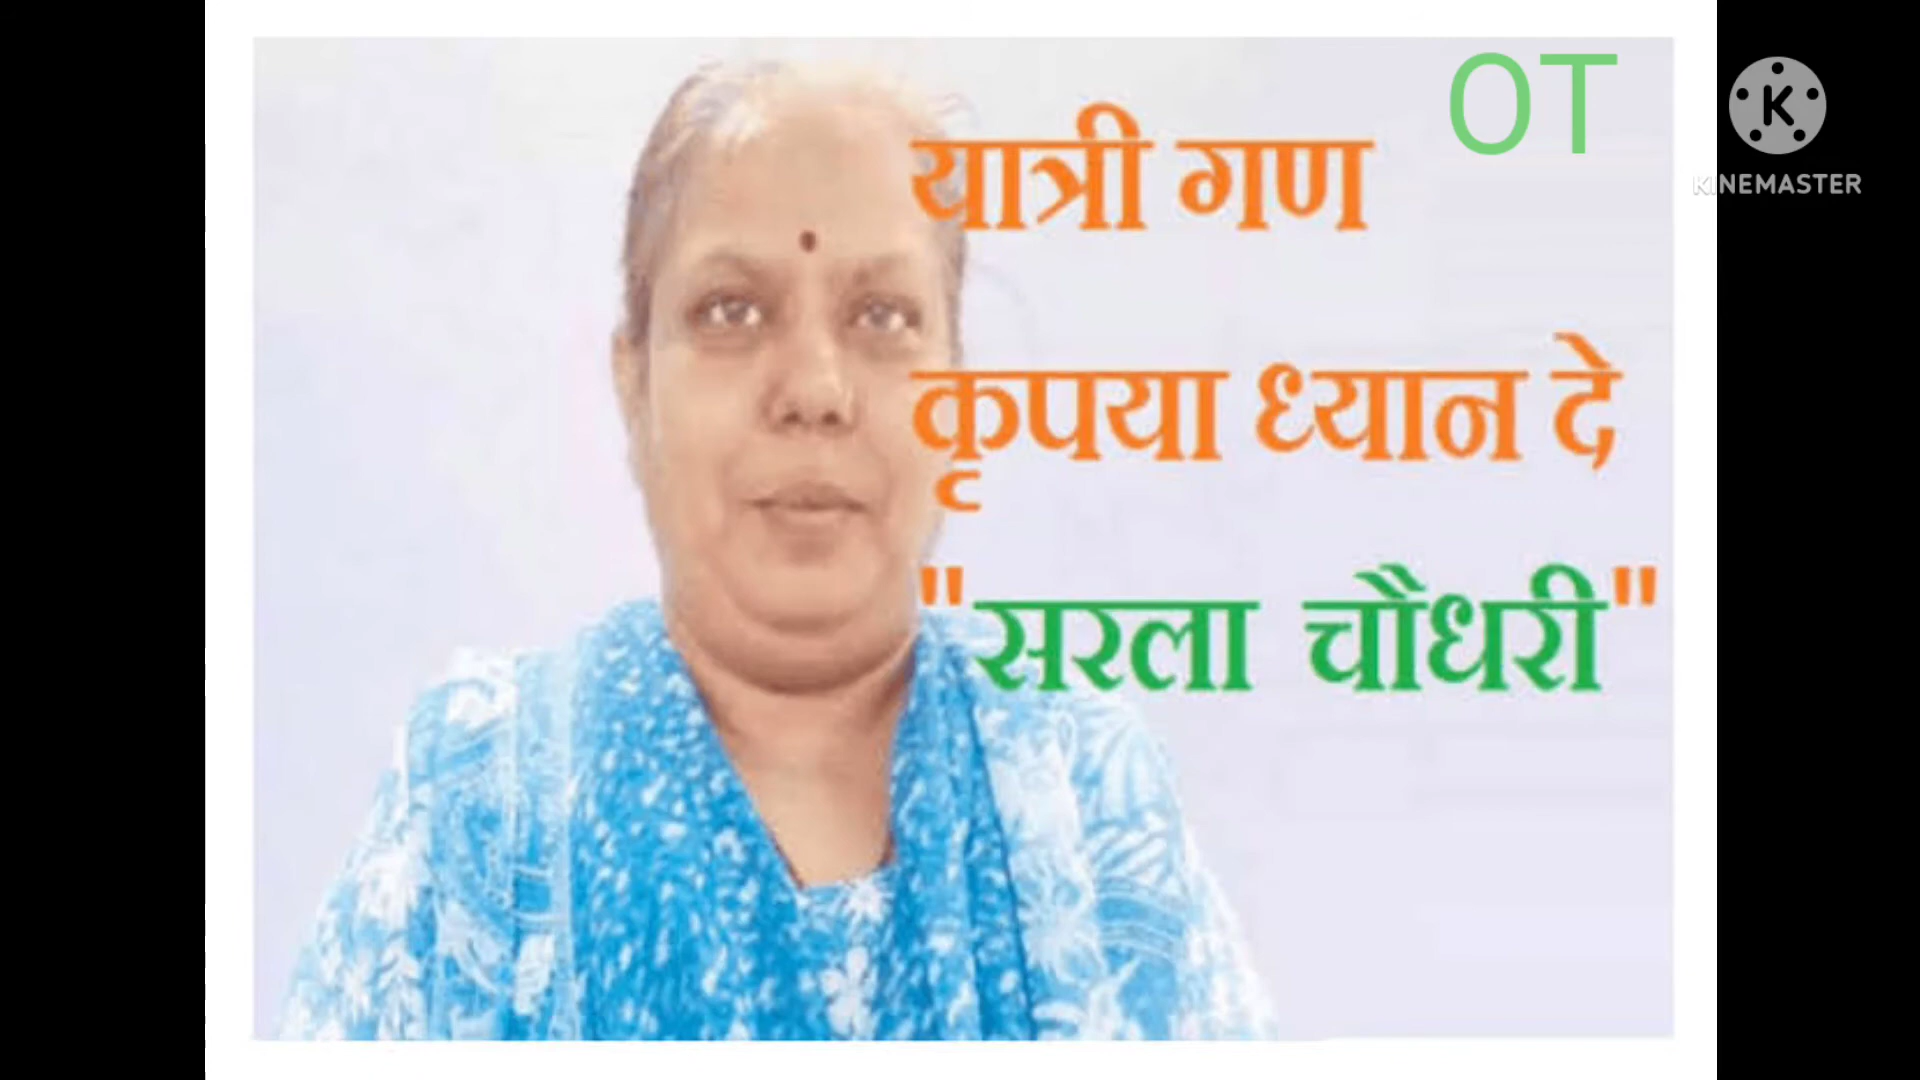 OT
यात्री गण
कृपया ध्यान दे
"सरला चौधरी"
K
KINEMASTER